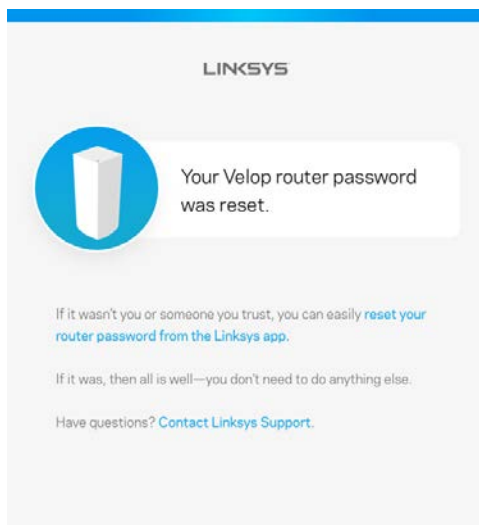 LINKSYS
Your Velop router password
was reset.
If it wasn't you or someone you trust, you can easily reset your
router password from the Linksys app.
If it was, then all is well—you don't need to do anything else.
Have questions? Contact Linksys Support.